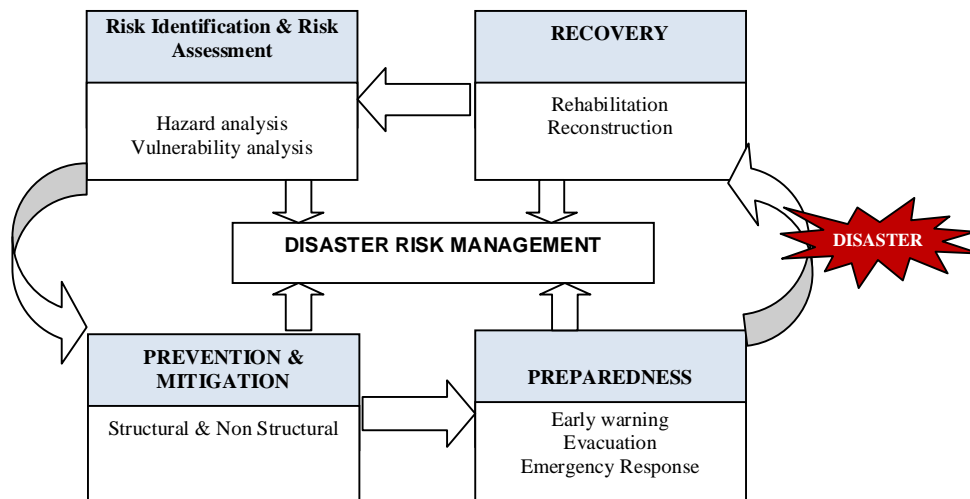 Risk Identification & Risk
Assessment
Hazard analysis
Vulnerability analysis
RECOVERY
Rehabilitation
Reconstruction
DISASTER RISK MANAGEMENT
DISASTER
PREVENTION &
MITIGATION
Structural & Non Structural
PREPAREDNESS
Early warning
Evacuation
Emergency Response